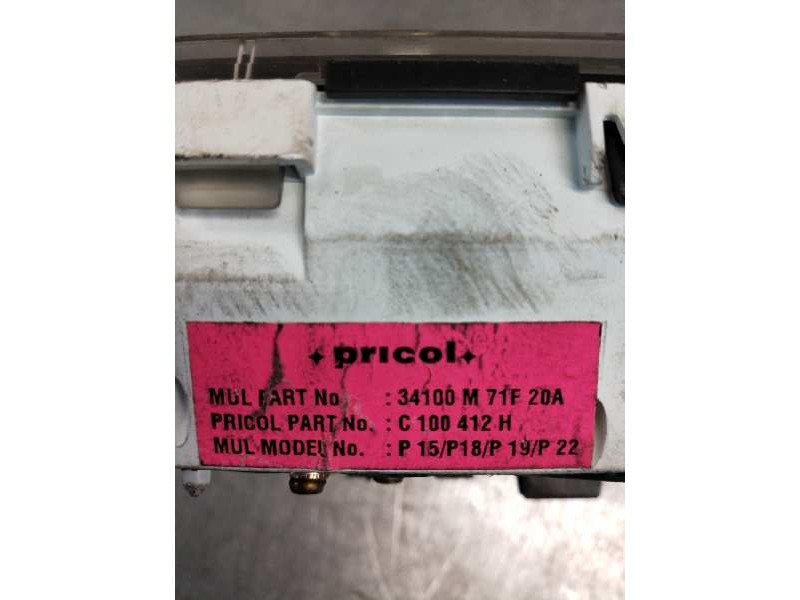 pricol
MUL PART No. : 34100 M 71F 20A
PRICOL PART No. : C 100 412 H
MUL MODEL No. : P 15/P18/P 19/P 22